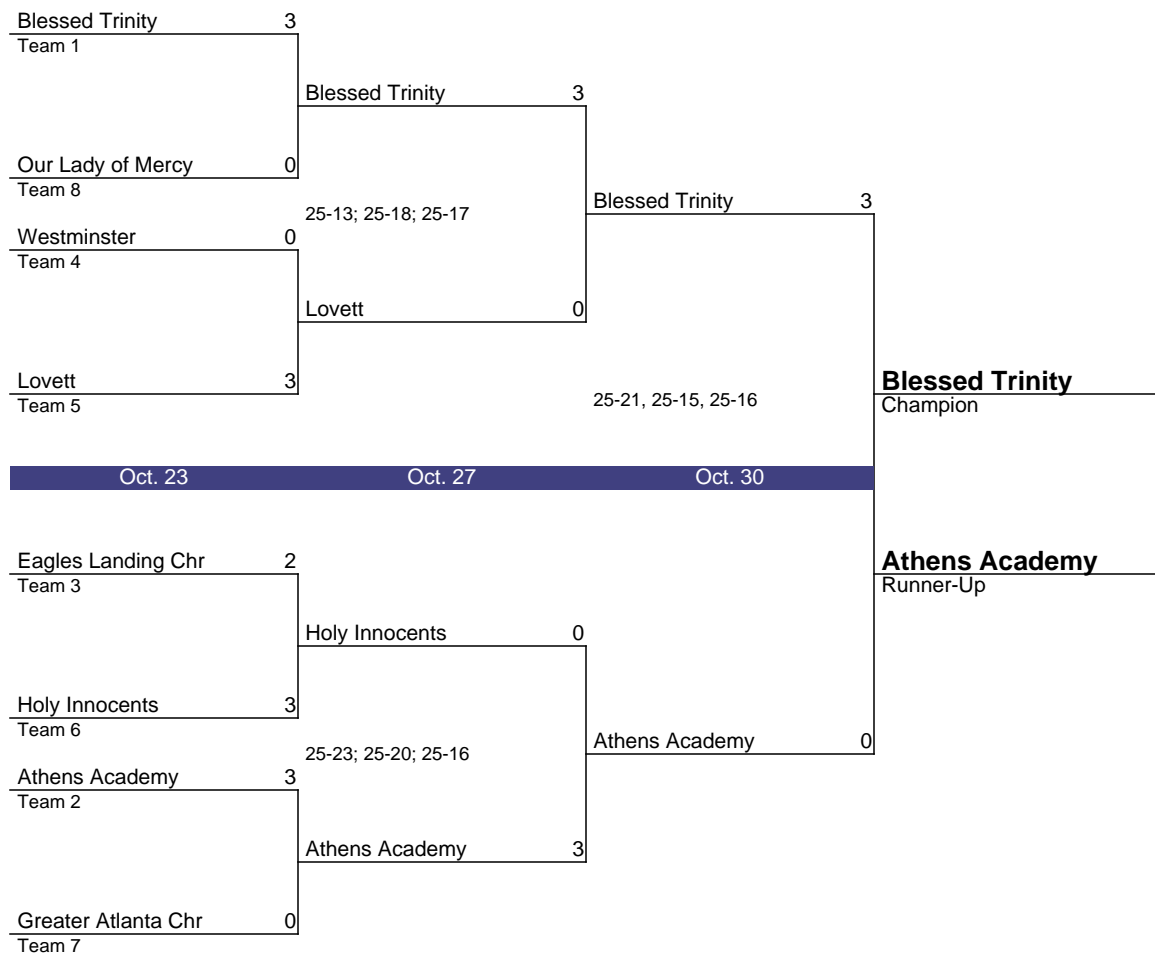 Blessed Trinity 3
Team 1
Blessed Trinity 3
Our Lady of Mercy 0
Team 8
25-13; 25-18; 25-17
Blessed Trinity 3
Westminster 0
Team 4
Lovett 0
Lovett 3
Team 5
25-21, 25-15, 25-16
Blessed Trinity
Champion
Oct. 23 Oct. 27 Oct. 30
Eagles Landing Chr 2
Team 3
Athens Academy
Runner-Up
Holy Innocents 0
Holy Innocents 3
Team 6
25-23; 25-20; 25-16
Athens Academy 0
Athens Academy 3
Team 2
Athens Academy 3
Greater Atlanta Chr 0
Team 7